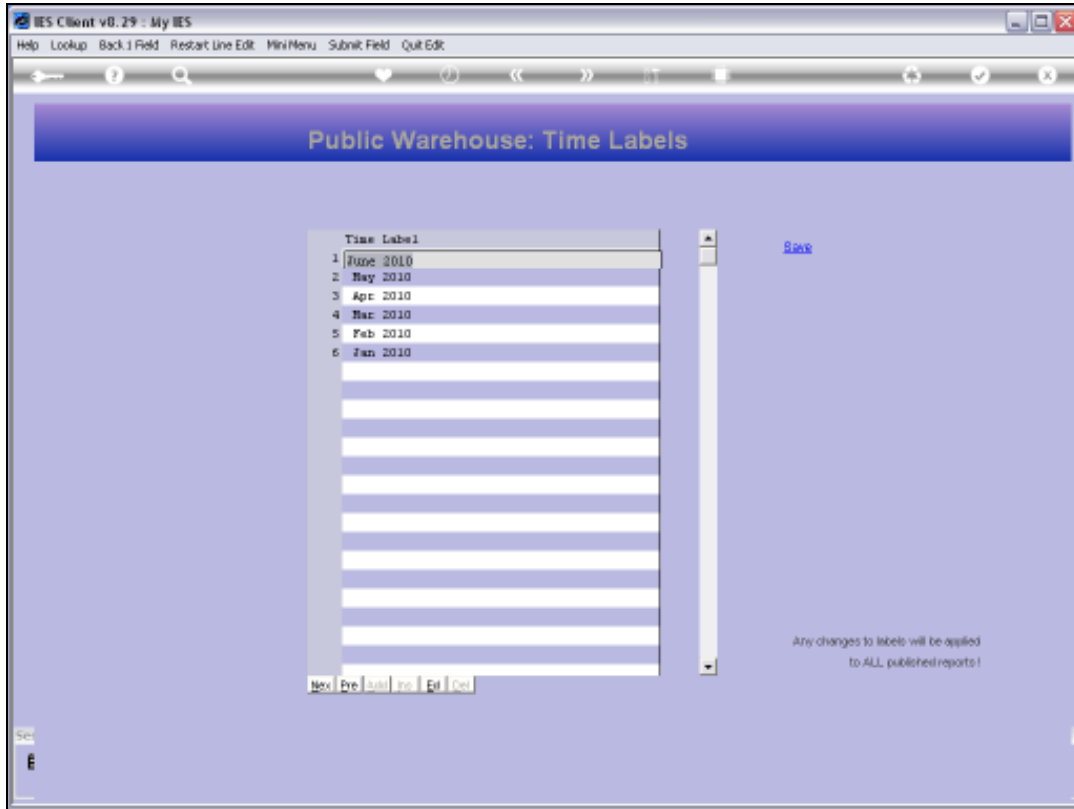 IES Client v8.29 : My IES
Help Lookup Back 1 Field Restart Line Edit MiniMenu Submit Field Quit Edit
Public Warehouse: Time Labels
Time Label
Save
1 June 2010
2 May 2010
3 Apr 2010
4 Mar 2010
5 Feb 2010
6 Jan 2010
Any changes to labels will be applied
to ALL published reports !
Nex Pre Add Ins Del